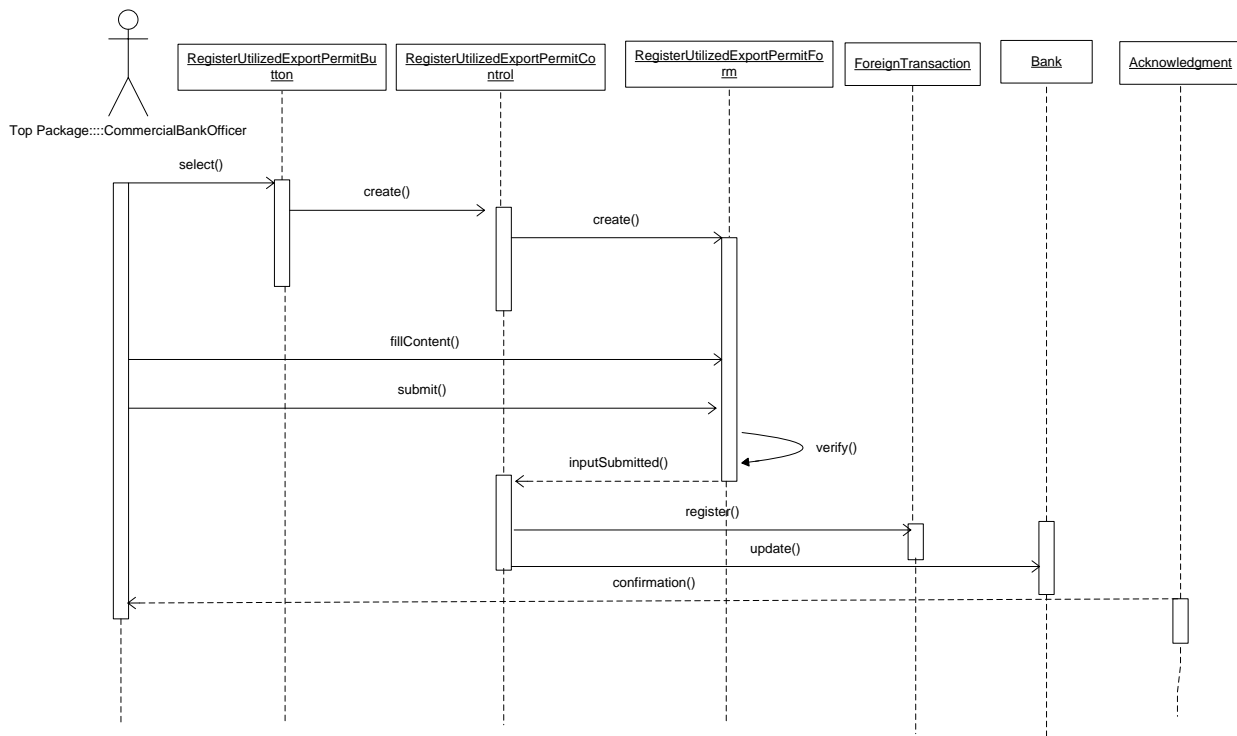 RegisterUtilizedExportPermitBu
tton
RegisterUtilizedExportPermitCo
ntrol
RegisterUtilizedExportPermitFo
rm
ForeignTransaction
Bank
Acknowledgment
Top Package::::CommercialBankOfficer
select()
create()
create()
fillContent()
submit()
verify()
inputSubmitted()
register()
update()
confirmation()